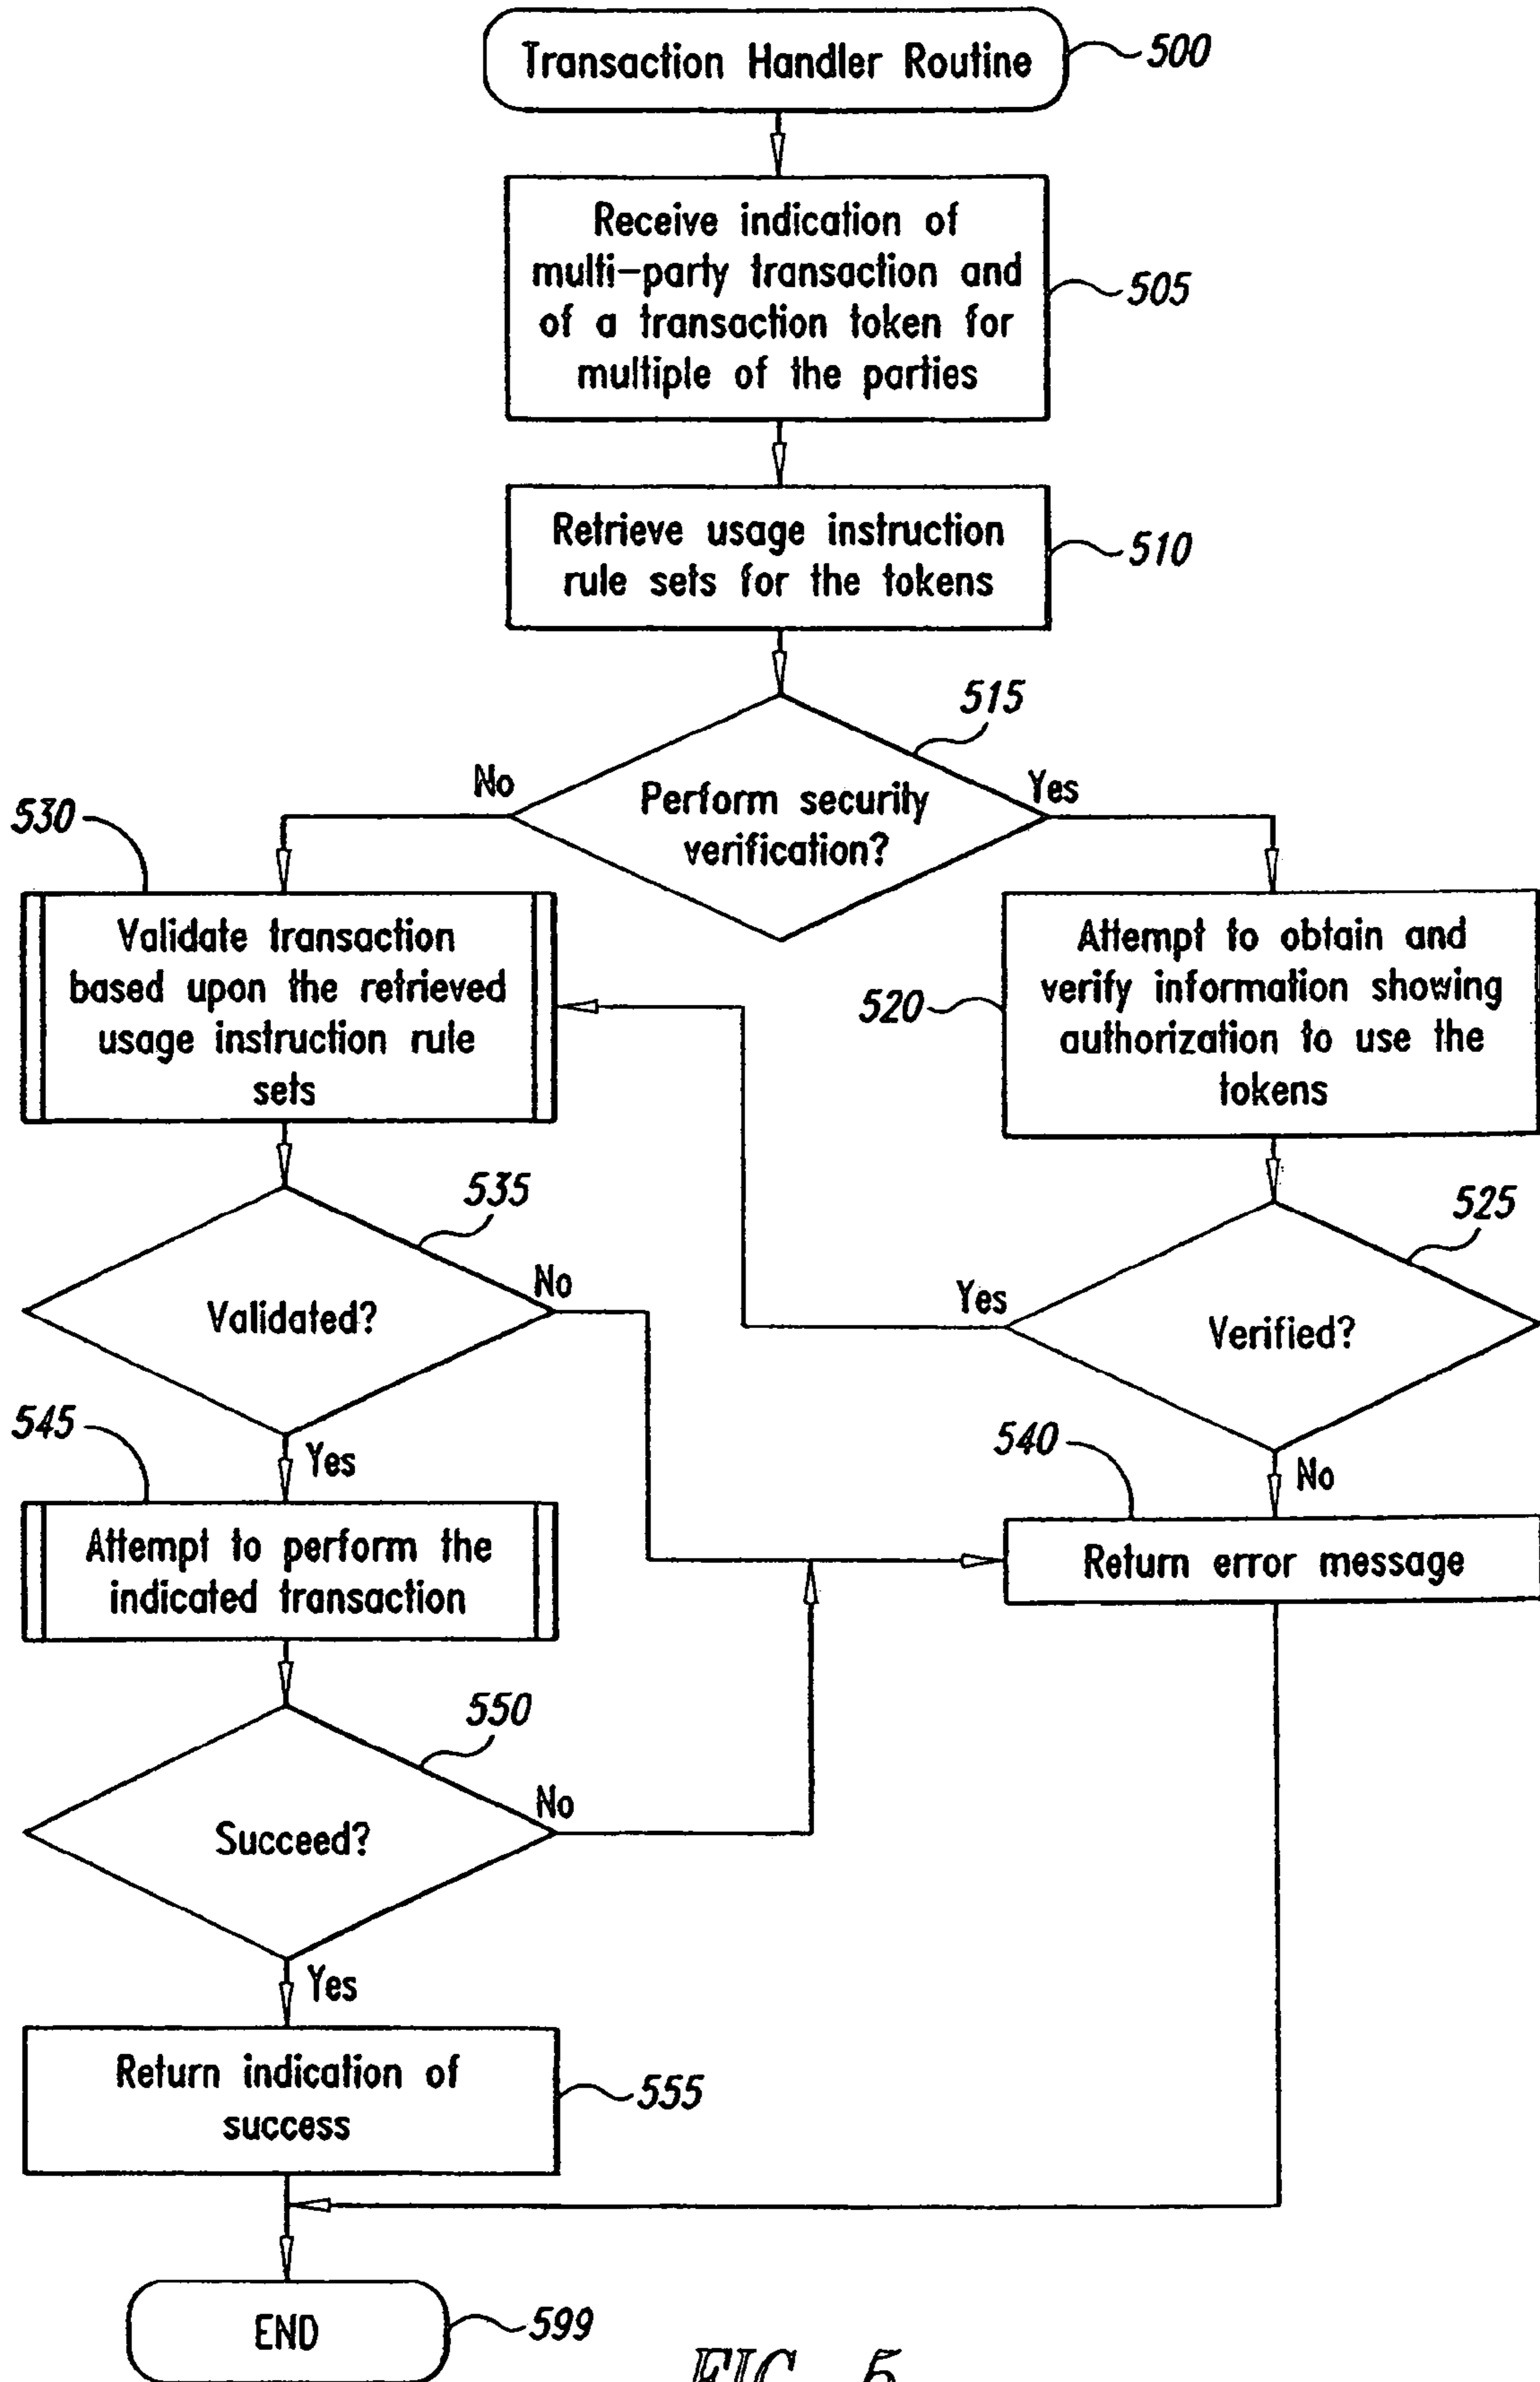 Transaction Handler Routine
500
Receive indication of
multi-party transaction and
of a transaction token for
multiple of the parties
505
Retrieve usage instruction
rule sets for the tokens
510
515
Perform security
verification?
No
Yes
530
Validate transaction
based upon the retrieved
usage instruction rule
sets
Attempt to obtain and
verify information showing
authorization to use the
tokens
520
535
Validated?
No
525
Verified?
Yes
545
Yes
540
No
Attempt to perform the
indicated transaction
Return error message
550
Succeed?
No
Yes
Return indication of
success
555
END
599
FIG. 5